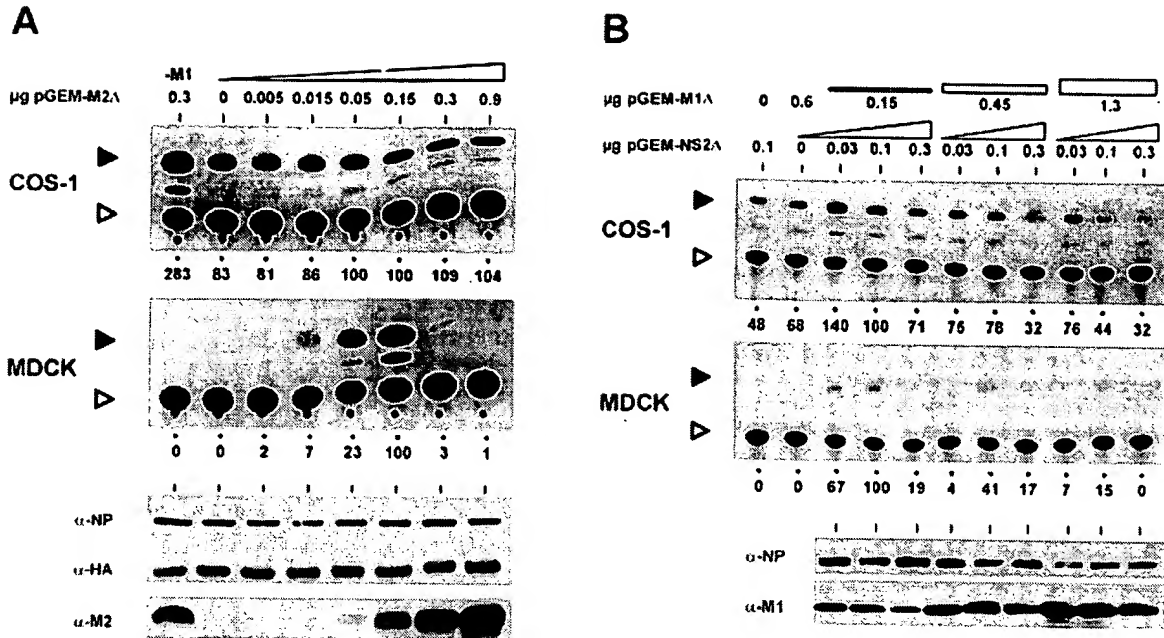 A
-M1
µg pGEM-M2Δ 0.3 0 0.005 0.015 0.05 0.15 0.3 0.9
COS-1
283 83 81 86 100 100 109 104
MDCK
0 0 2 7 23 100 3 1
α-NP
α-HA
α-M2
B
µg pGEM-M1Δ 0 0.6 0.15 0.45 1.3
µg pGEM-NS2Δ 0.1 0 0.03 0.1 0.3 0.03 0.1 0.3 0.03 0.1 0.3
COS-1
48 68 140 100 71 75 78 32 76 44 32
MDCK
0 0 67 100 19 4 41 17 7 15 0
α-NP
α-M1